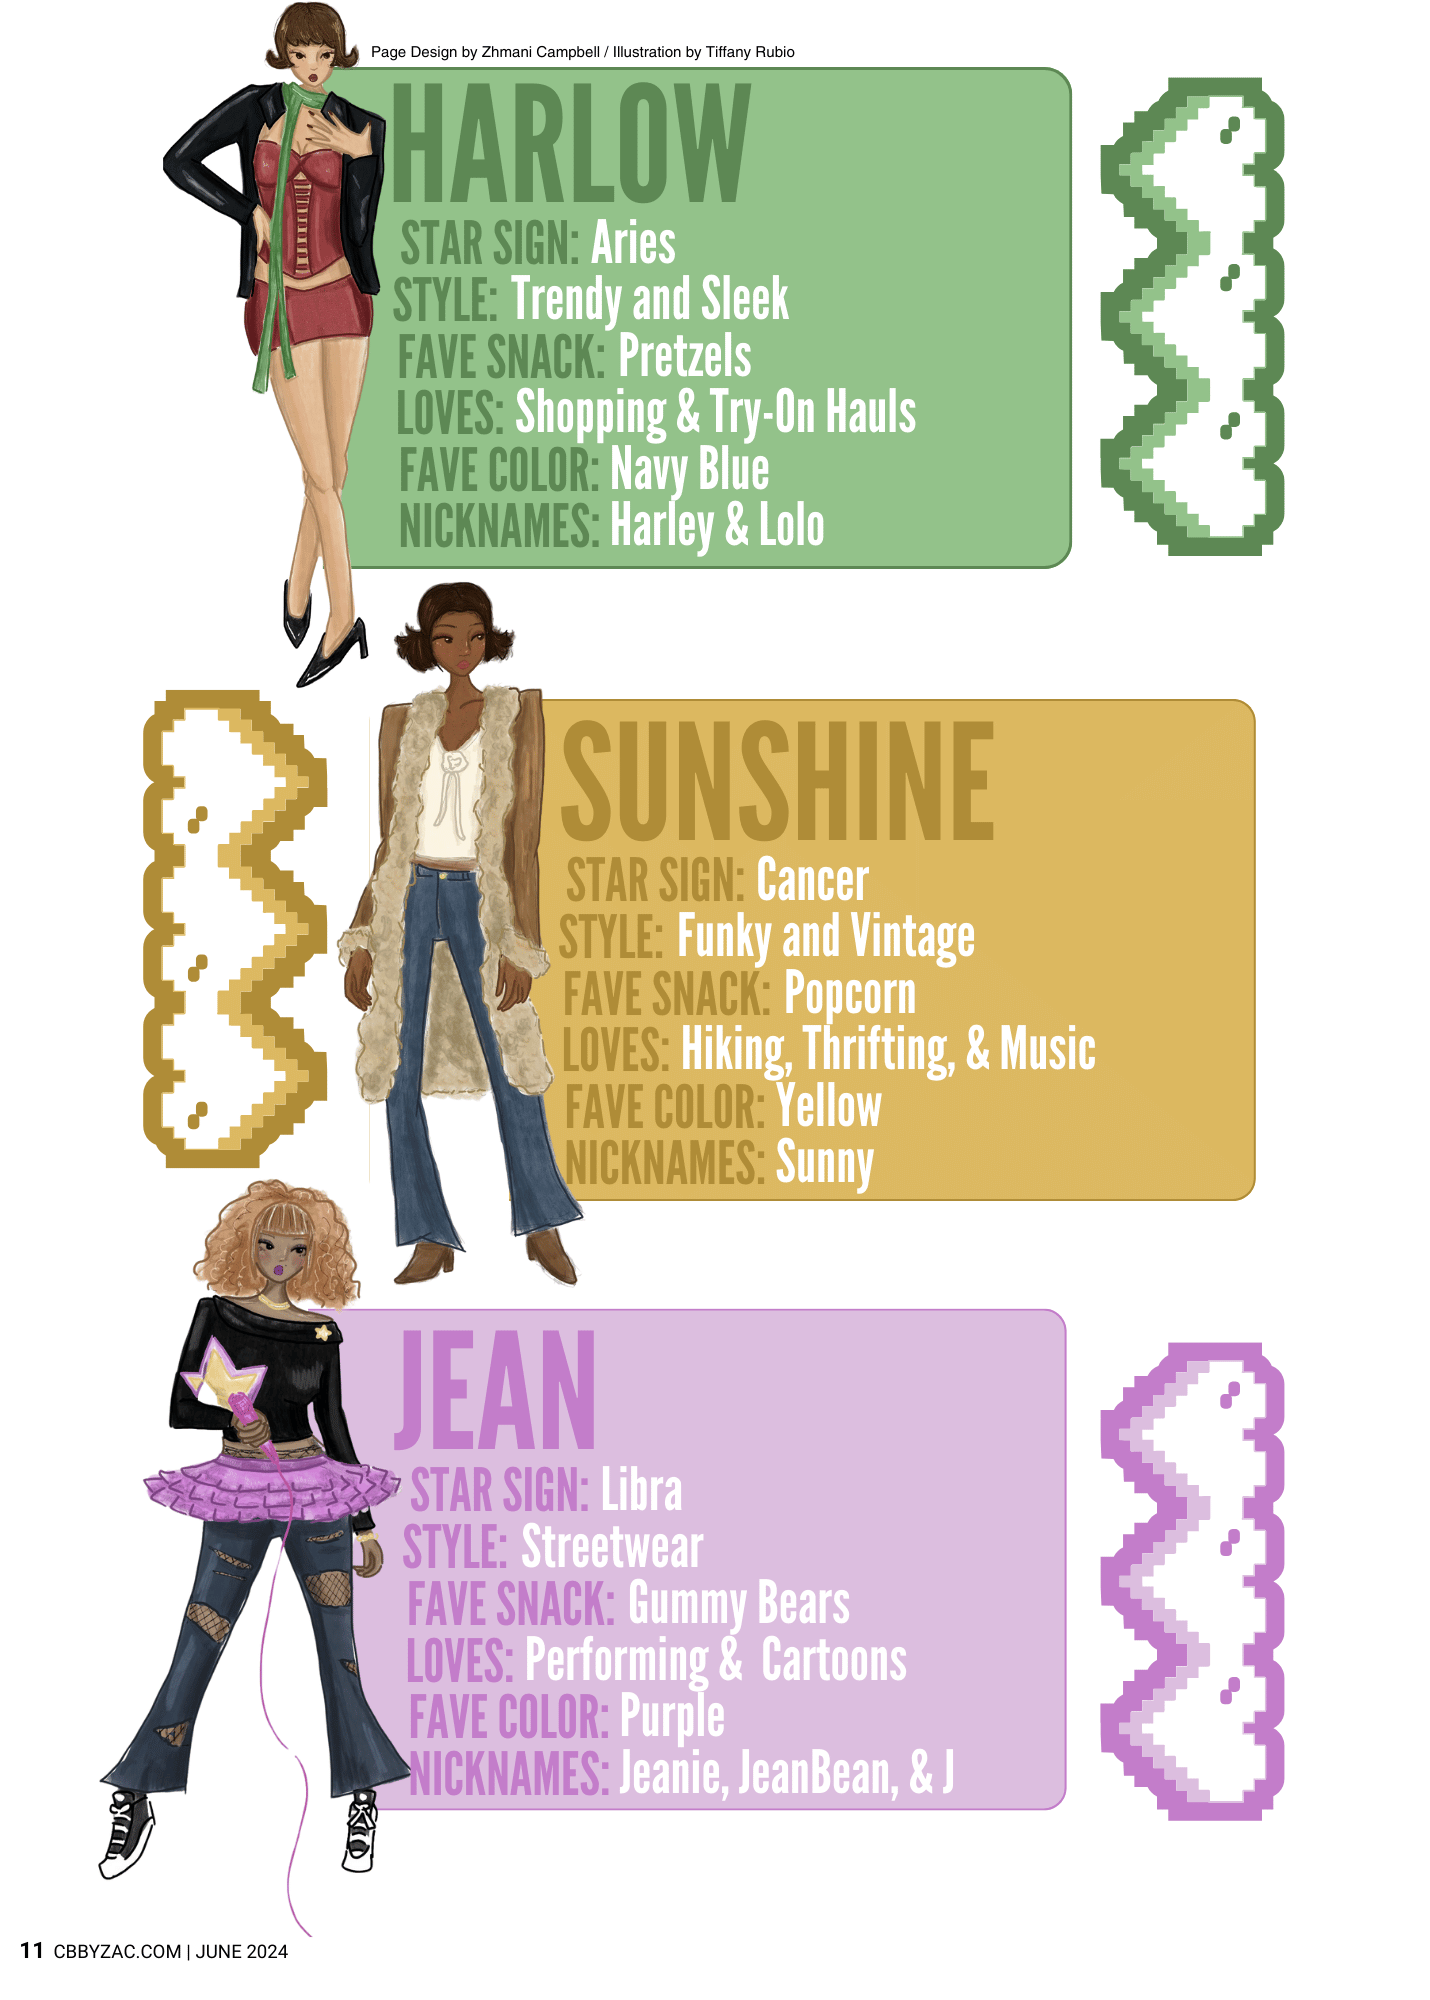 Page Design by Zhmani Campbell / Illustration by Tiffany Rubio
HARLOW
STAR SIGN: Aries
STYLE: Trendy and Sleek
FAVE SNACK: Pretzels
LOVES: Shopping & Try-On Hauls
FAVE COLOR: Navy Blue
NICKNAMES: Harley & Lolo
SUNSHINE
STAR SIGN: Cancer
STYLE: Funky and Vintage
FAVE SNACK: Popcorn
LOVES: Hiking, Thrifting, & Music
FAVE COLOR: Yellow
NICKNAMES: Sunny
JEAN
STAR SIGN: Libra
STYLE: Streetwear
FAVE SNACK: Gummy Bears
LOVES: Performing & Cartoons
FAVE COLOR: Purple
NICKNAMES: Jeanie, JeanBean, & J
11 CBBYZAC.COM | JUNE 2024